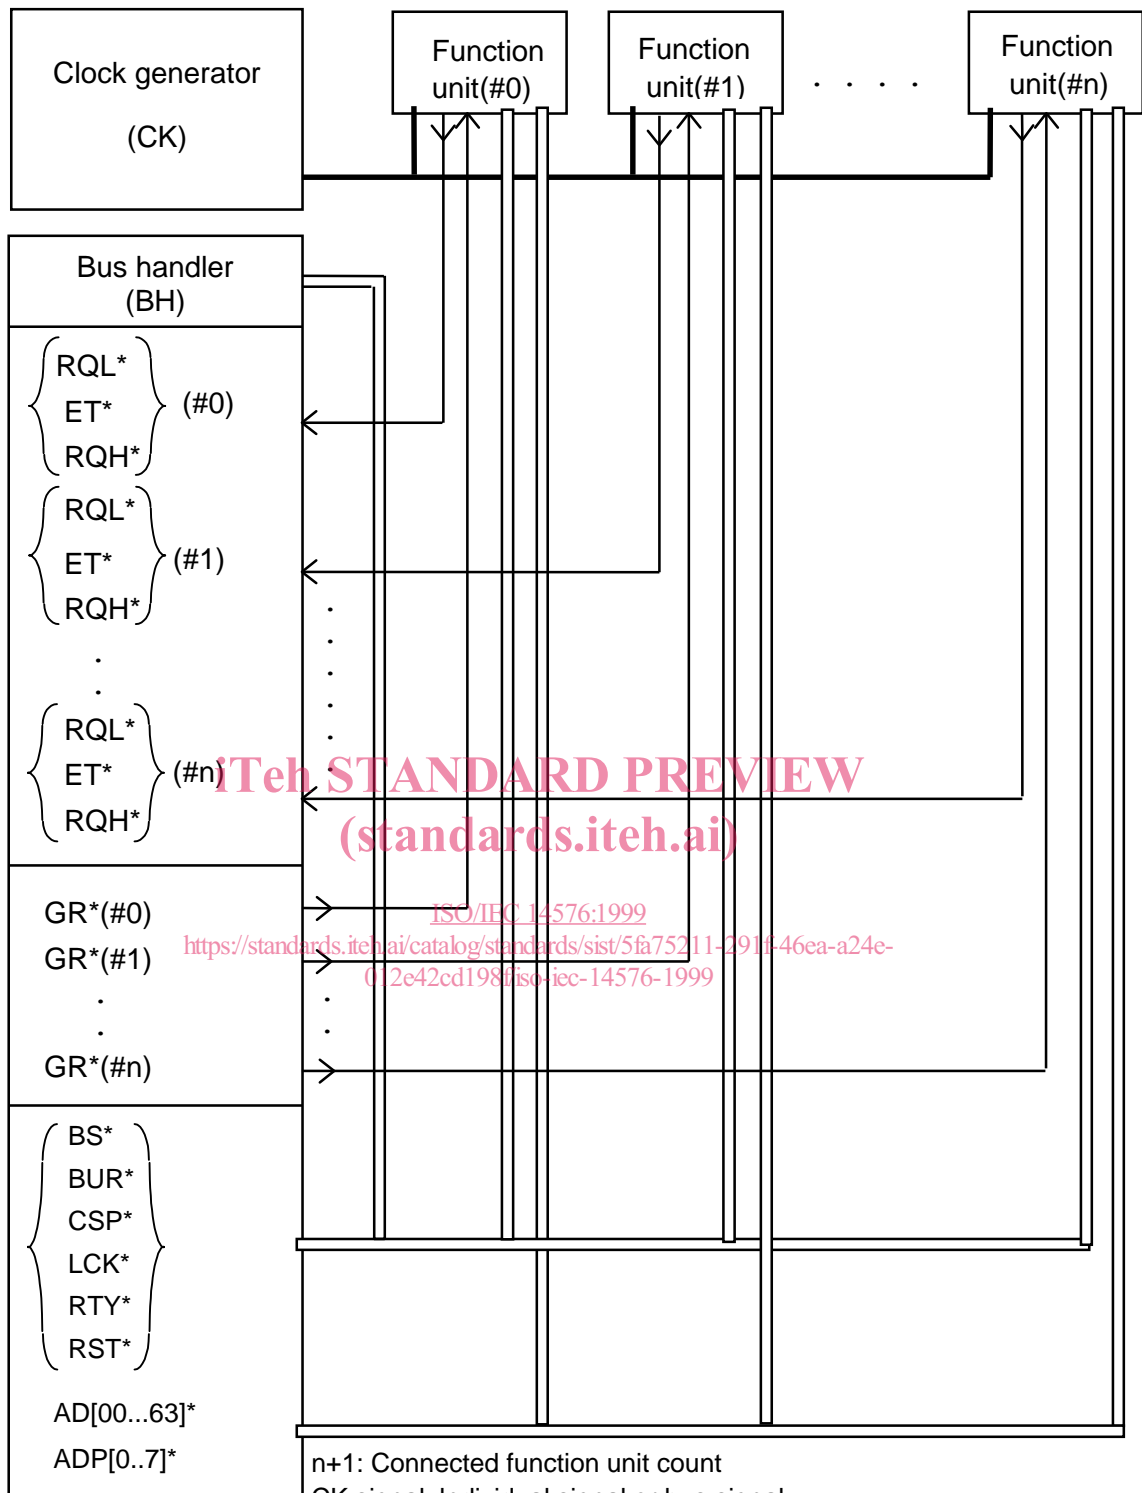 Clock generator
(CK)
Function
unit(#0)
Function
unit(#1)
. . . .
Function
unit(#n)
Bus handler
(BH)
RQL*
ET*
RQH*
(#0)
RQL*
ET*
RQH*
(#1)
.
.
RQL*
ET*
RQH*
(#n)
iTeh STANDARD PREVIEW
(standards.iteh.ai)
GR*(#0)
ISO/IEC 14576:1999
GR*(#1)
https://standards.iteh.ai/catalog/standards/sist/5fa75211-291f-46ea-a24e-
012e42cd198f/iso-iec-14576-1999
.
.
GR*(#n)
BS*
BUR*
CSP*
LCK*
RTY*
RST*
AD[00...63]*
ADP[0..7]*
n+1: Connected function unit count